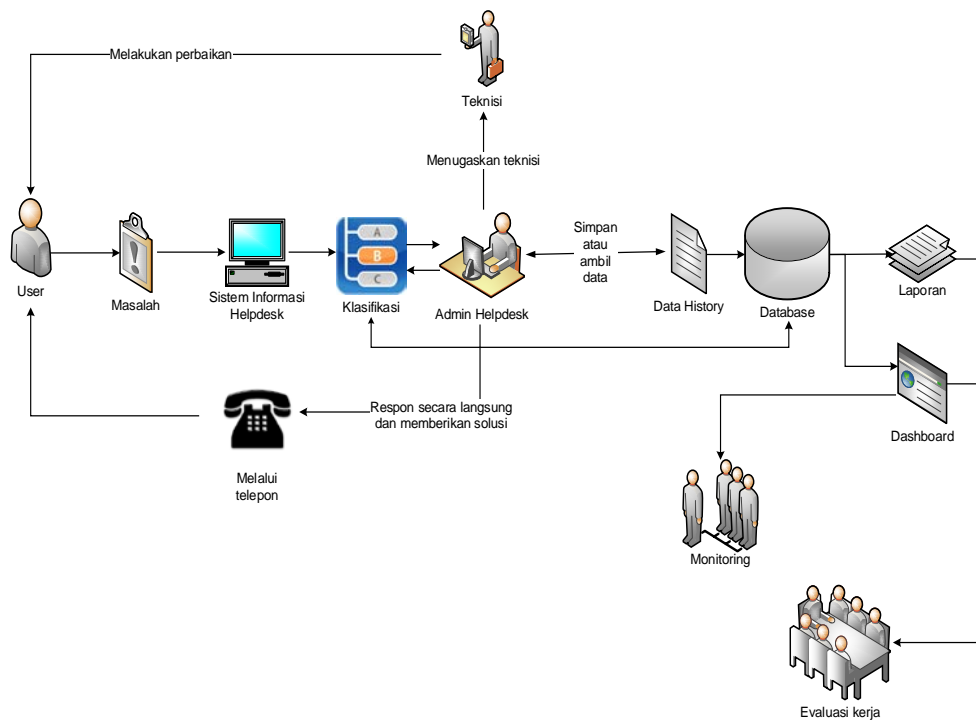 Melakukan perbaikan
Teknisi
Menugaskan teknisi
User
Masalah
Sistem Informasi
Helpdesk
A
B
C
Klasifikasi
Admin Helpdesk
Simpan
atau
ambil
data
Data History
Database
Laporan
Dashboard
Respon secara langsung
dan memberikan solusi
Melalui
telepon
Monitoring
Evaluasi kerja